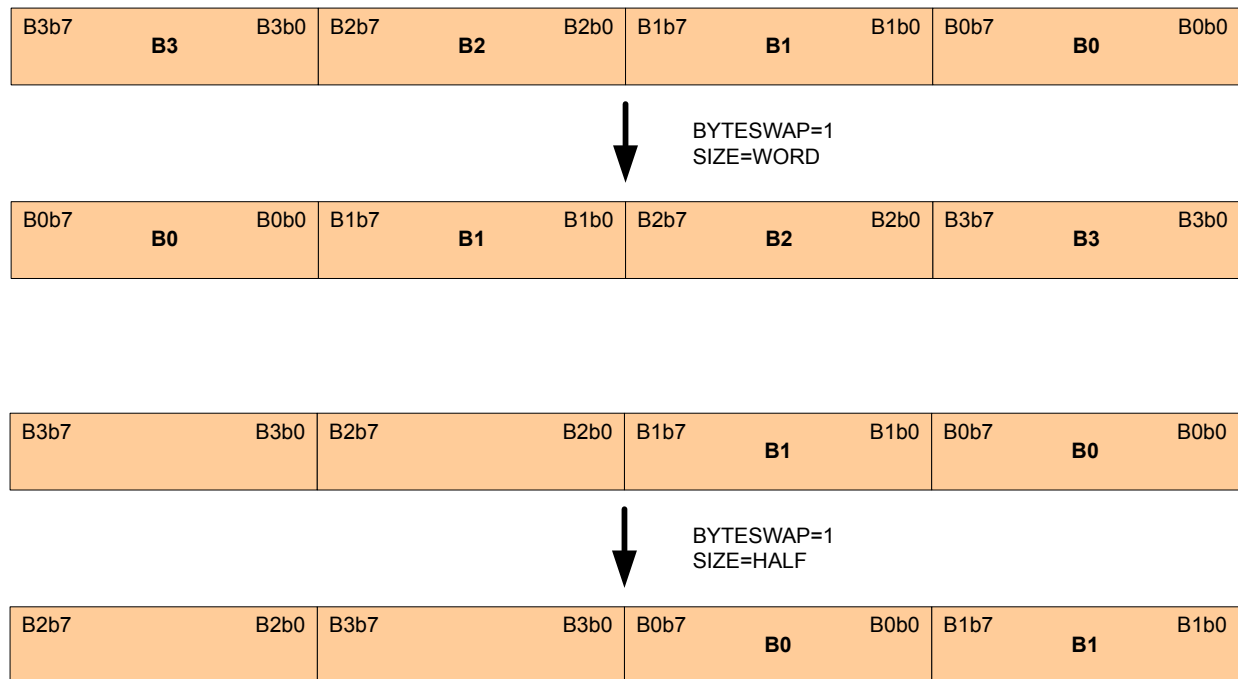 B3b7 B3b0 B2b7 B2b0 B1b7 B1b0 B0b7 B0b0
B3 B2 B1 B0
BYTESWAP=1
SIZE=WORD
B0b7 B0b0 B1b7 B1b0 B2b7 B2b0 B3b7 B3b0
B0 B1 B2 B3
B3b7 B3b0 B2b7 B2b0 B1b7 B1b0 B0b7 B0b0
B1 B0
BYTESWAP=1
SIZE=HALF
B2b7 B2b0 B3b7 B3b0 B0b7 B0b0 B1b7 B1b0
B0 B1